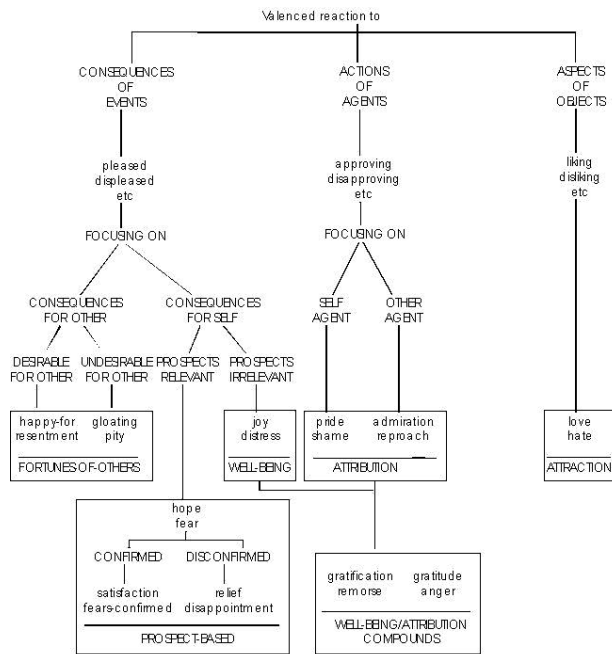 Valenced reaction to
CONSEQUENCES
OF
EVENTS
ACTIONS
OF
AGENTS
ASPECTS
OF
OBJECTS
pleased
displeased
etc
approving
disapproving
etc
liking
disliking
etc
FOCUSING ON
FOCUSING ON
CONSEQUENCES
FOR OTHER
CONSEQUENCES
FOR SELF
SELF
AGENT
OTHER
AGENT
DESIRABLE
FOR OTHER
UNDESIRABLE
FOR OTHER
PROSPECTS
RELEVANT
PROSPECTS
IRRELEVANT
happy-for
resentment
gloating
pity
FORTUNES-OF-OTHERS
joy
distress
WELL-BEING
pride
shame
admiration
reproach
ATTRIBUTION
love
hate
ATTRACTION
hope
fear
CONFIRMED
DISCONFIRMED
satisfaction
fears-confirmed
relief
disappointment
PROSPECT-BASED
gratification
remorse
gratitude
anger
WELL-BEING/ATTRIBUTION
COMPOUNDS